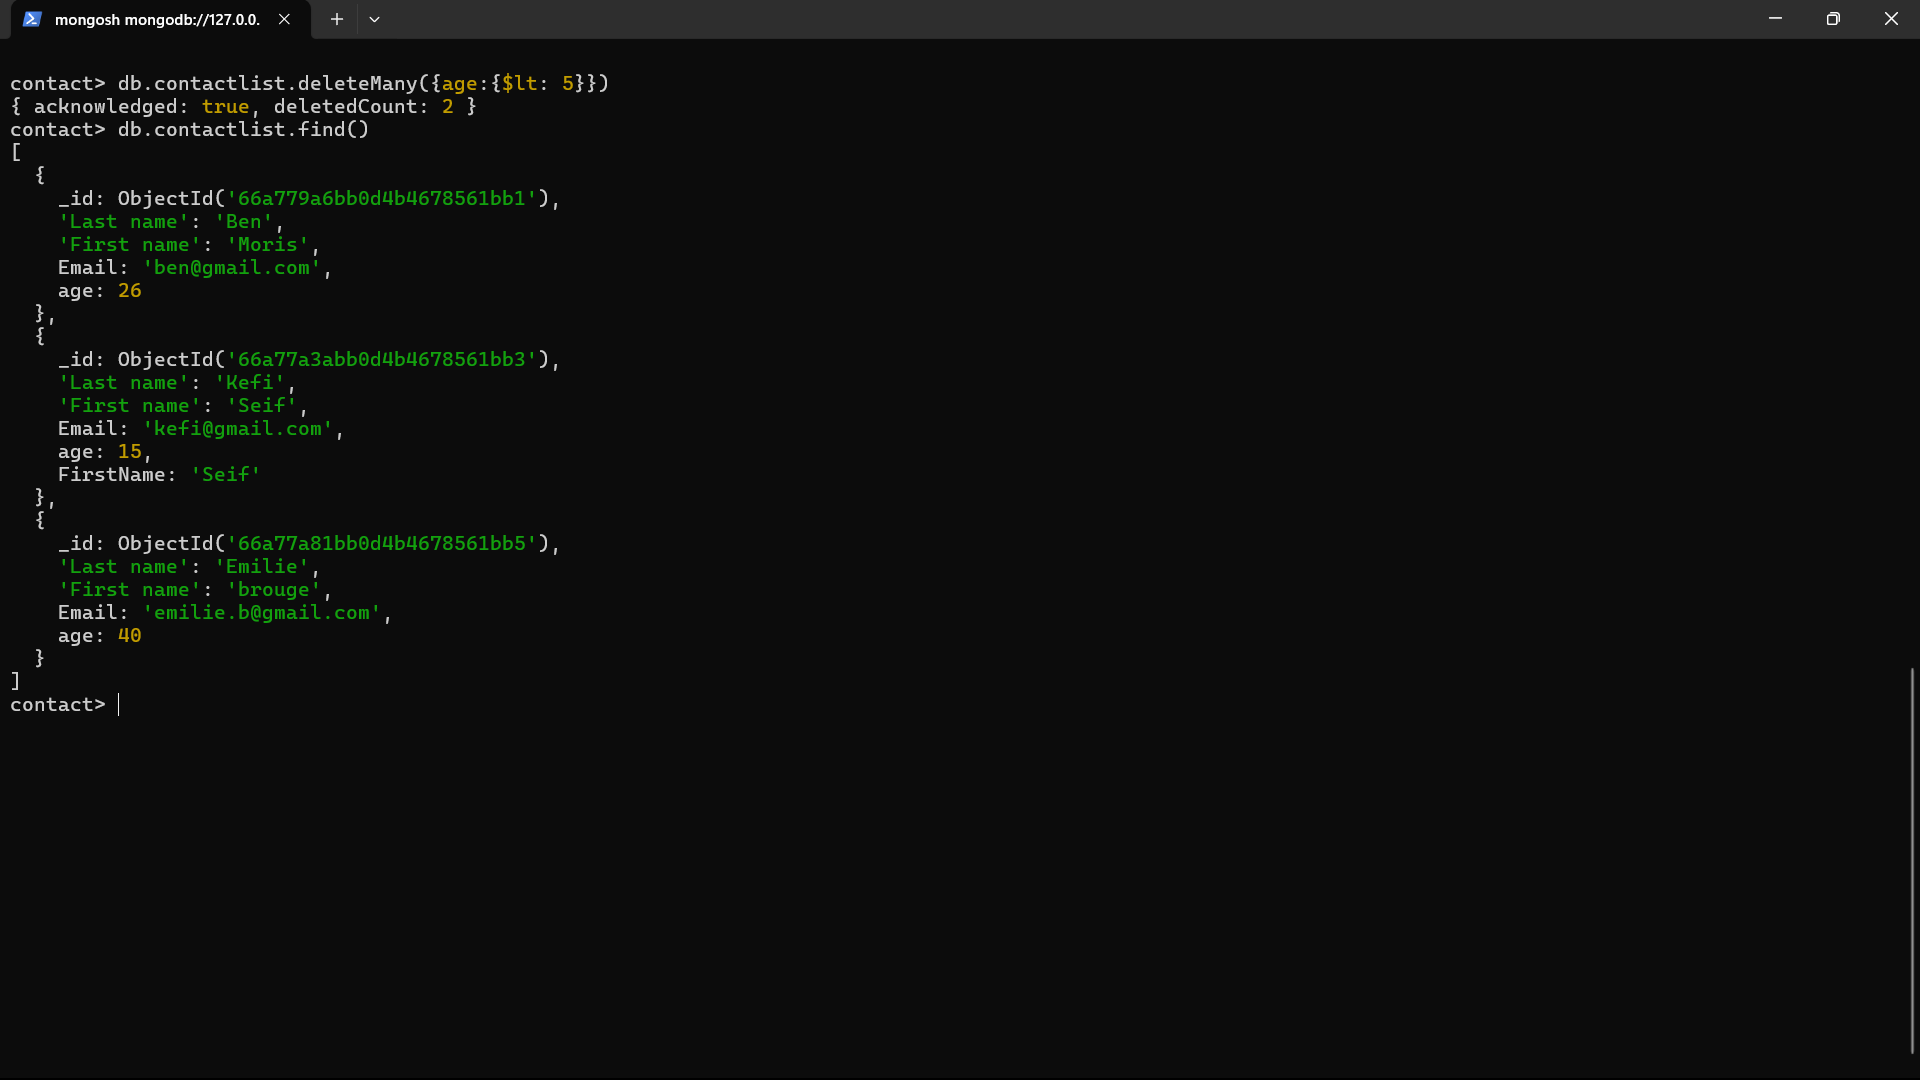 mongosh mongodb://127.0.0.
contact> db.contactlist.deleteMany({age:{$lt: 5}})
{ acknowledged: true, deletedCount: 2 }
contact> db.contactlist.find()
[
  {
    _id: ObjectId('66a779a6bb0d4b4678561bb1'),
    'Last name': 'Ben',
    'First name': 'Moris',
    Email: 'ben@gmail.com',
    age: 26
  },
  {
    _id: ObjectId('66a77a3abb0d4b4678561bb3'),
    'Last name': 'Kefi',
    'First name': 'Seif',
    Email: 'kefi@gmail.com',
    age: 15,
    FirstName: 'Seif'
  },
  {
    _id: ObjectId('66a77a81bb0d4b4678561bb5'),
    'Last name': 'Emilie',
    'First name': 'brouge',
    Email: 'emilie.b@gmail.com',
    age: 40
  }
]
contact>